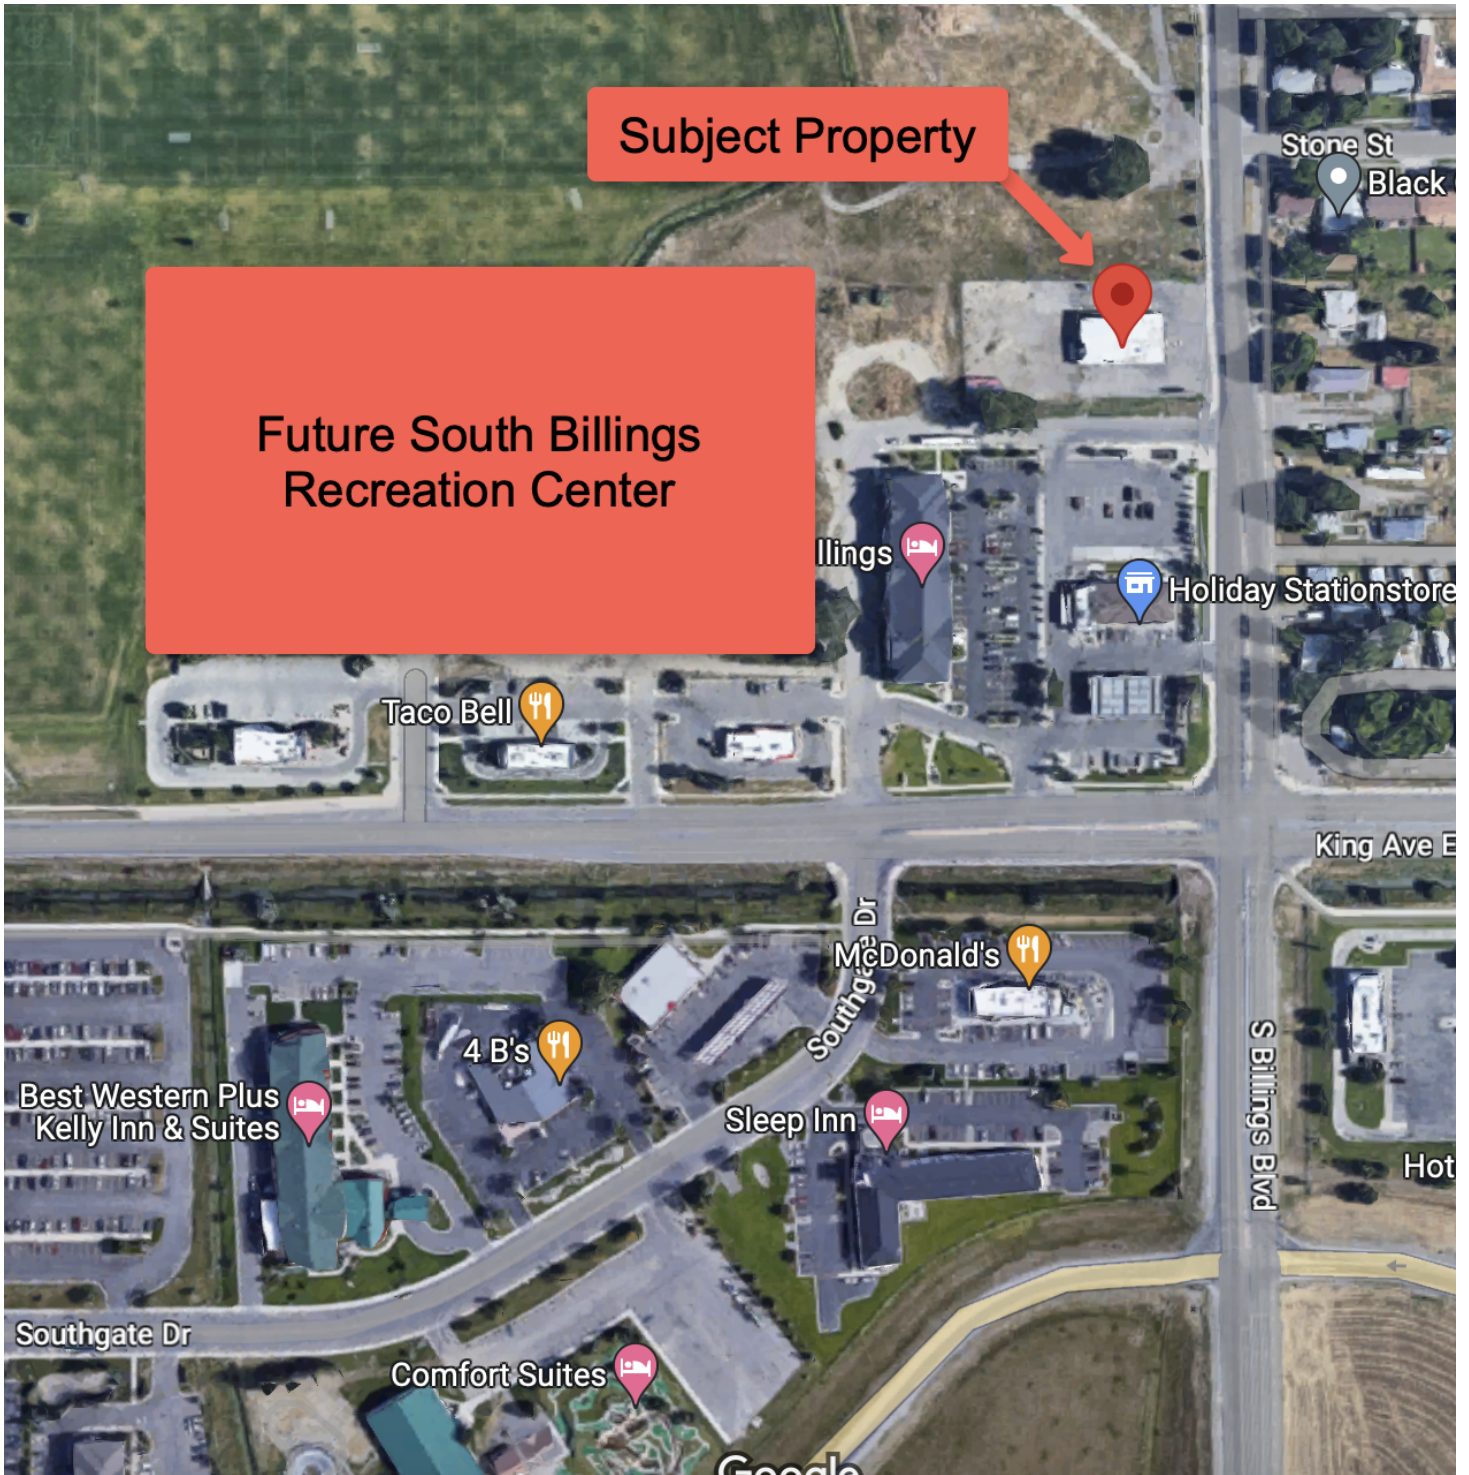 Subject Property
Stone St
Black
Future South Billings
Recreation Center
llings
Holiday Stationstore
Taco Bell
King Ave E
Southgate Dr
McDonald's
4 B's
S Billings Blvd
Best Western Plus
Kelly Inn & Suites
Sleep Inn
Hot
Southgate Dr
Comfort Suites
Google